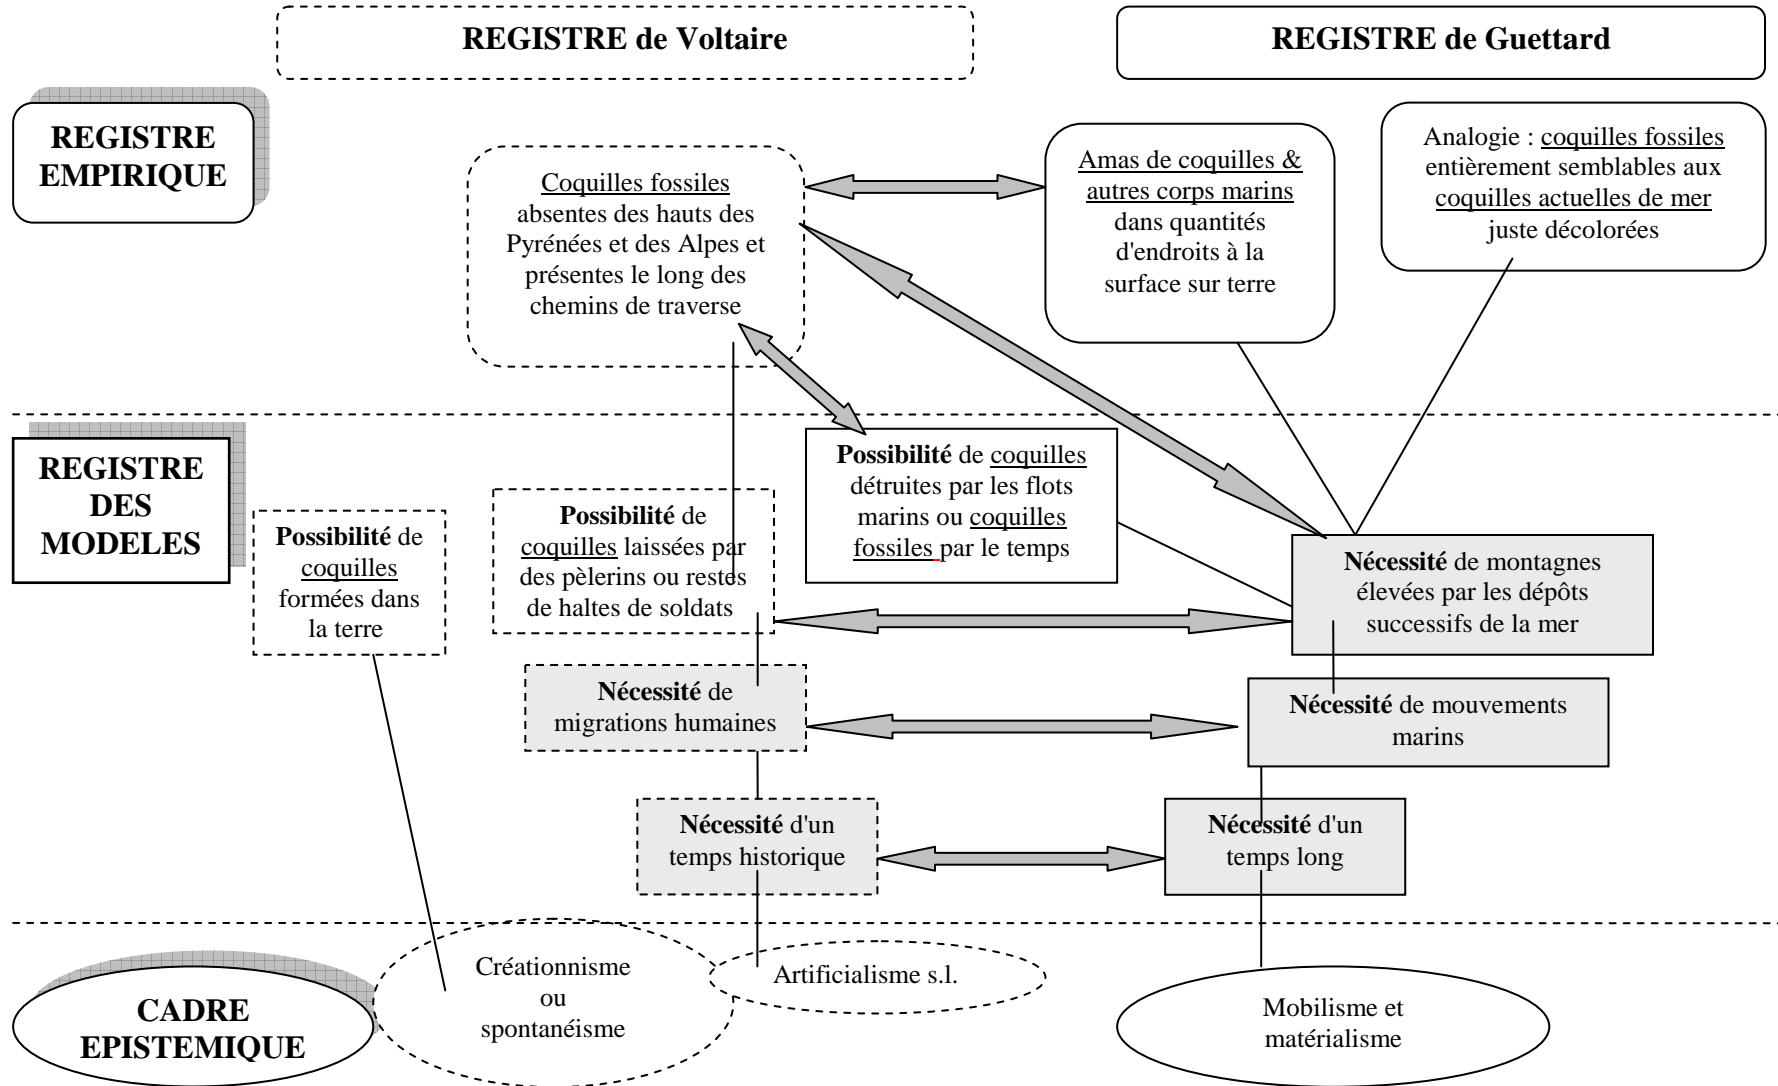 REGISTRE de Voltaire
REGISTRE de Guettard
REGISTRE
EMPIRIQUE
Coquilles fossiles
absentes des hauts des
Pyrénées et des Alpes et
présentes le long des
chemins de traverse
Amas de coquilles &
autres corps marins
dans quantités
d'endroits à la
surface sur terre
Analogie : coquilles fossiles
entièrement semblables aux
coquilles actuelles de mer
juste décolorées
REGISTRE
DES
MODELES
Possibilité de
coquilles
formées dans
la terre
Possibilité de
coquilles laissées par
des pèlerins ou restes
de haltes de soldats
Possibilité de coquilles
détruites par les flots
marins ou coquilles
fossiles par le temps
Nécessité de montagnes
élevées par les dépôts
successifs de la mer
Nécessité de
migrations humaines
Nécessité de mouvements
marins
Nécessité d'un
temps historique
Nécessité d'un
temps long
CADRE
EPISTEMIQUE
Créationnisme
ou
spontanéisme
Artificialisme s.l.
Mobilisme et
matérialisme